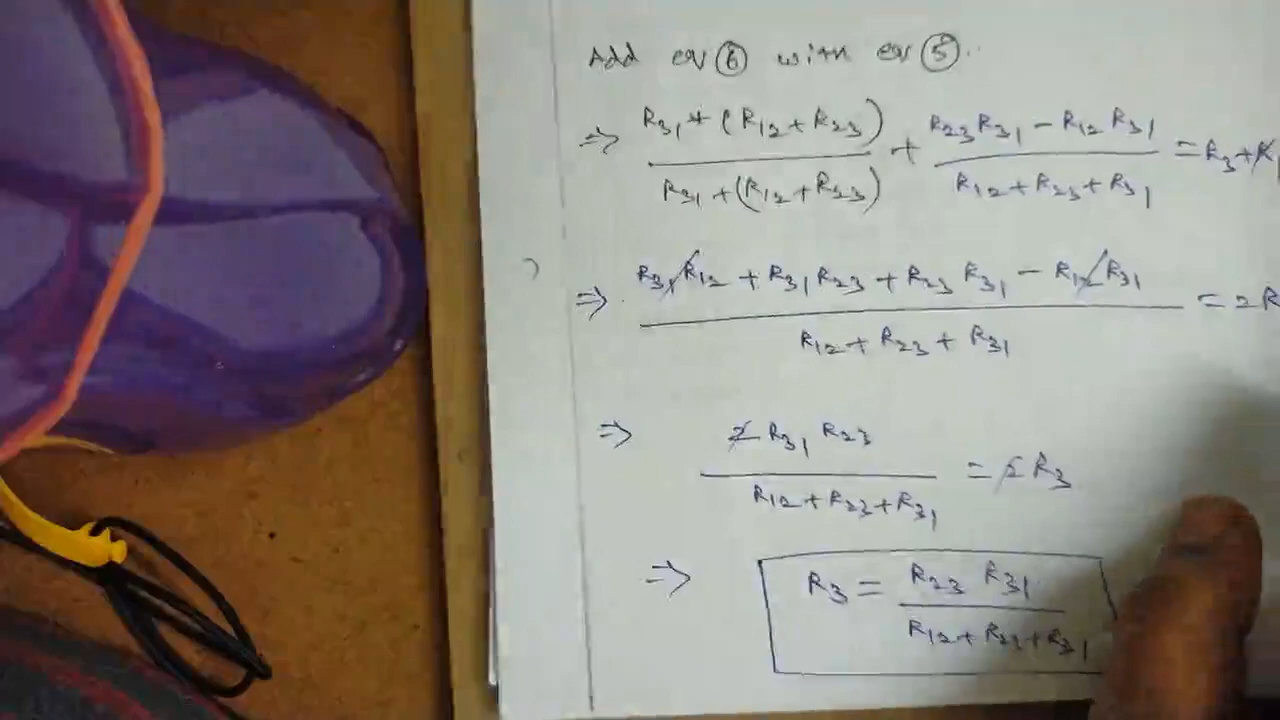 Add eq ⑥ with eq ⑤.
⇒ R31 * (R12 + R23) / R31 + (R12 + R23) + R23 R31 - R12 R31 / R12 + R23 + R31 = R3 + R1
⇒ R31 R12 + R31 R23 + R23 R31 - R12 R31 / R12 + R23 + R31 = 2R
⇒ 2 R31 R23 / R12 + R23 + R31 = 2 R3
⇒ R3 = R23 R31 / R12 + R23 + R31